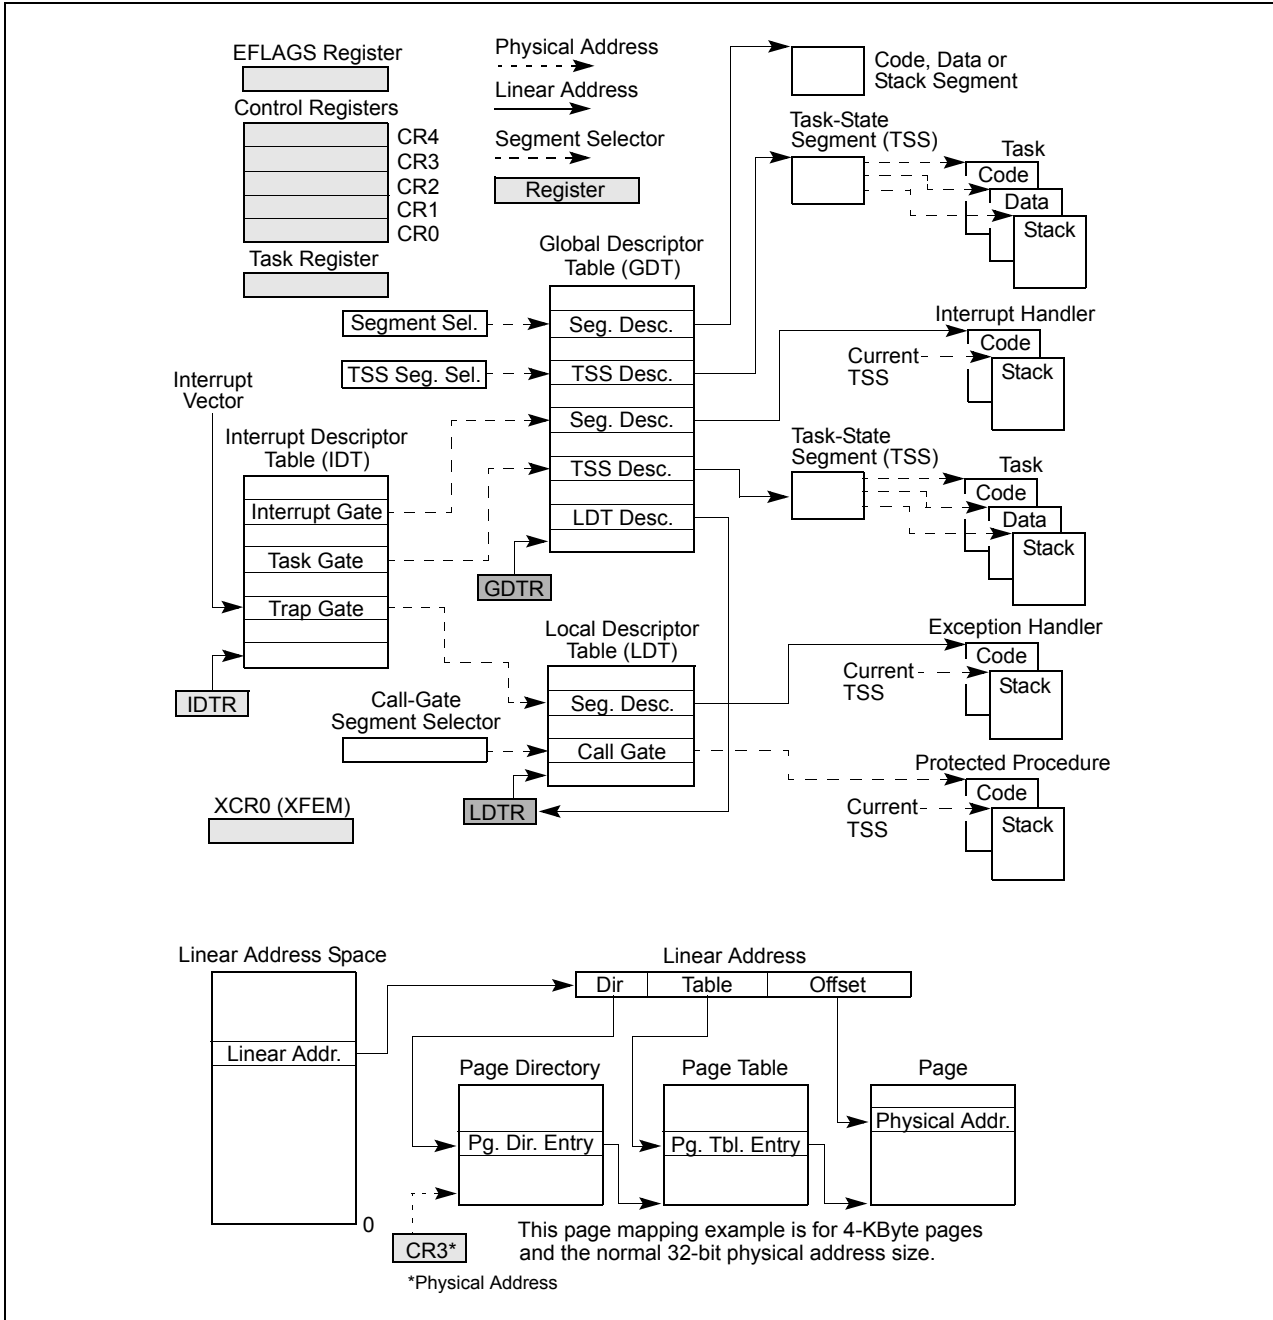 EFLAGS Register
Control Registers
CR4
CR3
CR2
CR1
CR0
Task Register
Physical Address
Linear Address
Segment Selector
Register
Code, Data or
Stack Segment
Task-State
Segment (TSS)
Task
Code
Data
Stack
Global Descriptor
Table (GDT)
Segment Sel.
Seg. Desc.
TSS Seg. Sel.
TSS Desc.
Seg. Desc.
TSS Desc.
LDT Desc.
GDTR
Interrupt Handler
Code
Current
TSS
Stack
Interrupt
Vector
Interrupt Descriptor
Table (IDT)
Interrupt Gate
Task Gate
Trap Gate
IDTR
Task-State
Segment (TSS)
Task
Code
Data
Stack
Local Descriptor
Table (LDT)
Seg. Desc.
Call Gate
Call-Gate
Segment Selector
LDTR
Exception Handler
Code
Current
TSS
Stack
Protected Procedure
Code
Current
TSS
Stack
XCR0 (XFEM)
Linear Address Space
Linear Addr.
0
Linear Address
Dir
Table
Offset
Page Directory
Pg. Dir. Entry
Page Table
Pg. Tbl. Entry
Page
Physical Addr.
CR3*
*Physical Address
This page mapping example is for 4-KByte pages
and the normal 32-bit physical address size.